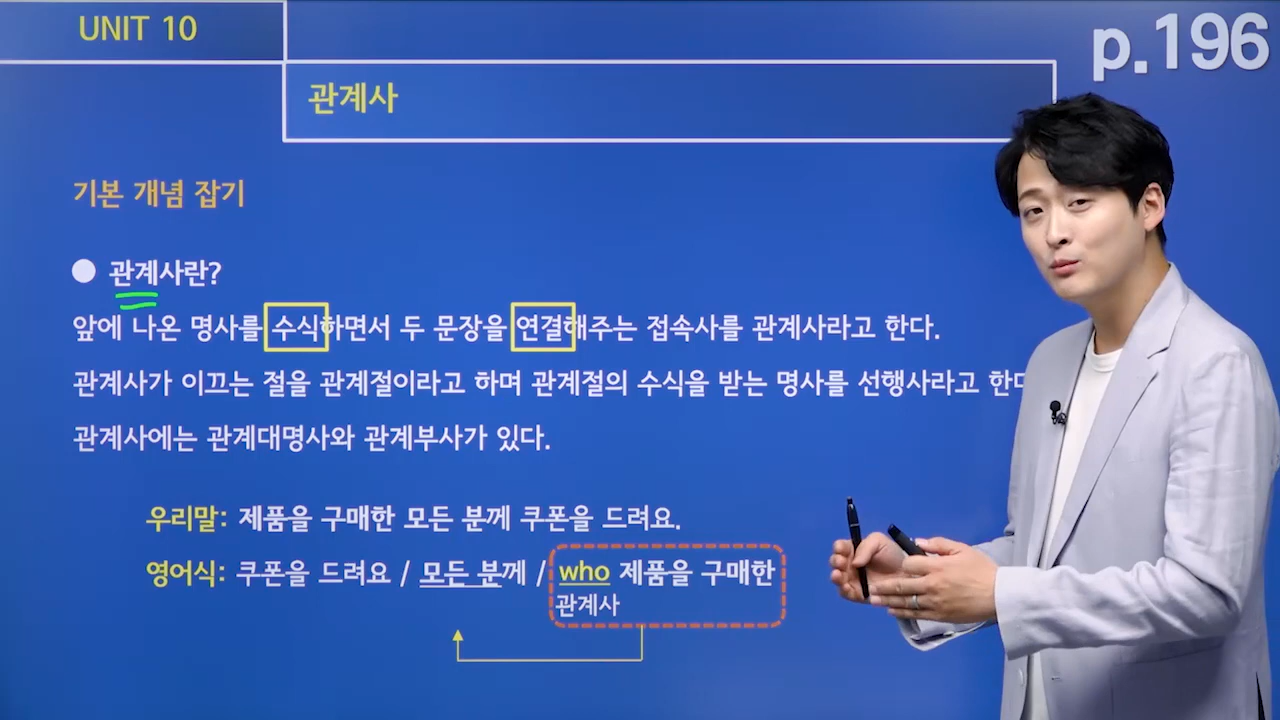 UNIT 10
p.196
관계사
기본 개념 잡기
● 관계사란?
앞에 나온 명사를 수식하면서 두 문장을 연결해주는 접속사를 관계사라고 한다.
관계사가 이끄는 절을 관계절이라고 하며 관계절의 수식을 받는 명사를 선행사라고 한다
관계사에는 관계대명사와 관계부사가 있다.
우리말: 제품을 구매한 모든 분께 쿠폰을 드려요.
영어식: 쿠폰을 드려요 / 모든 분께 / who 제품을 구매한
관계사